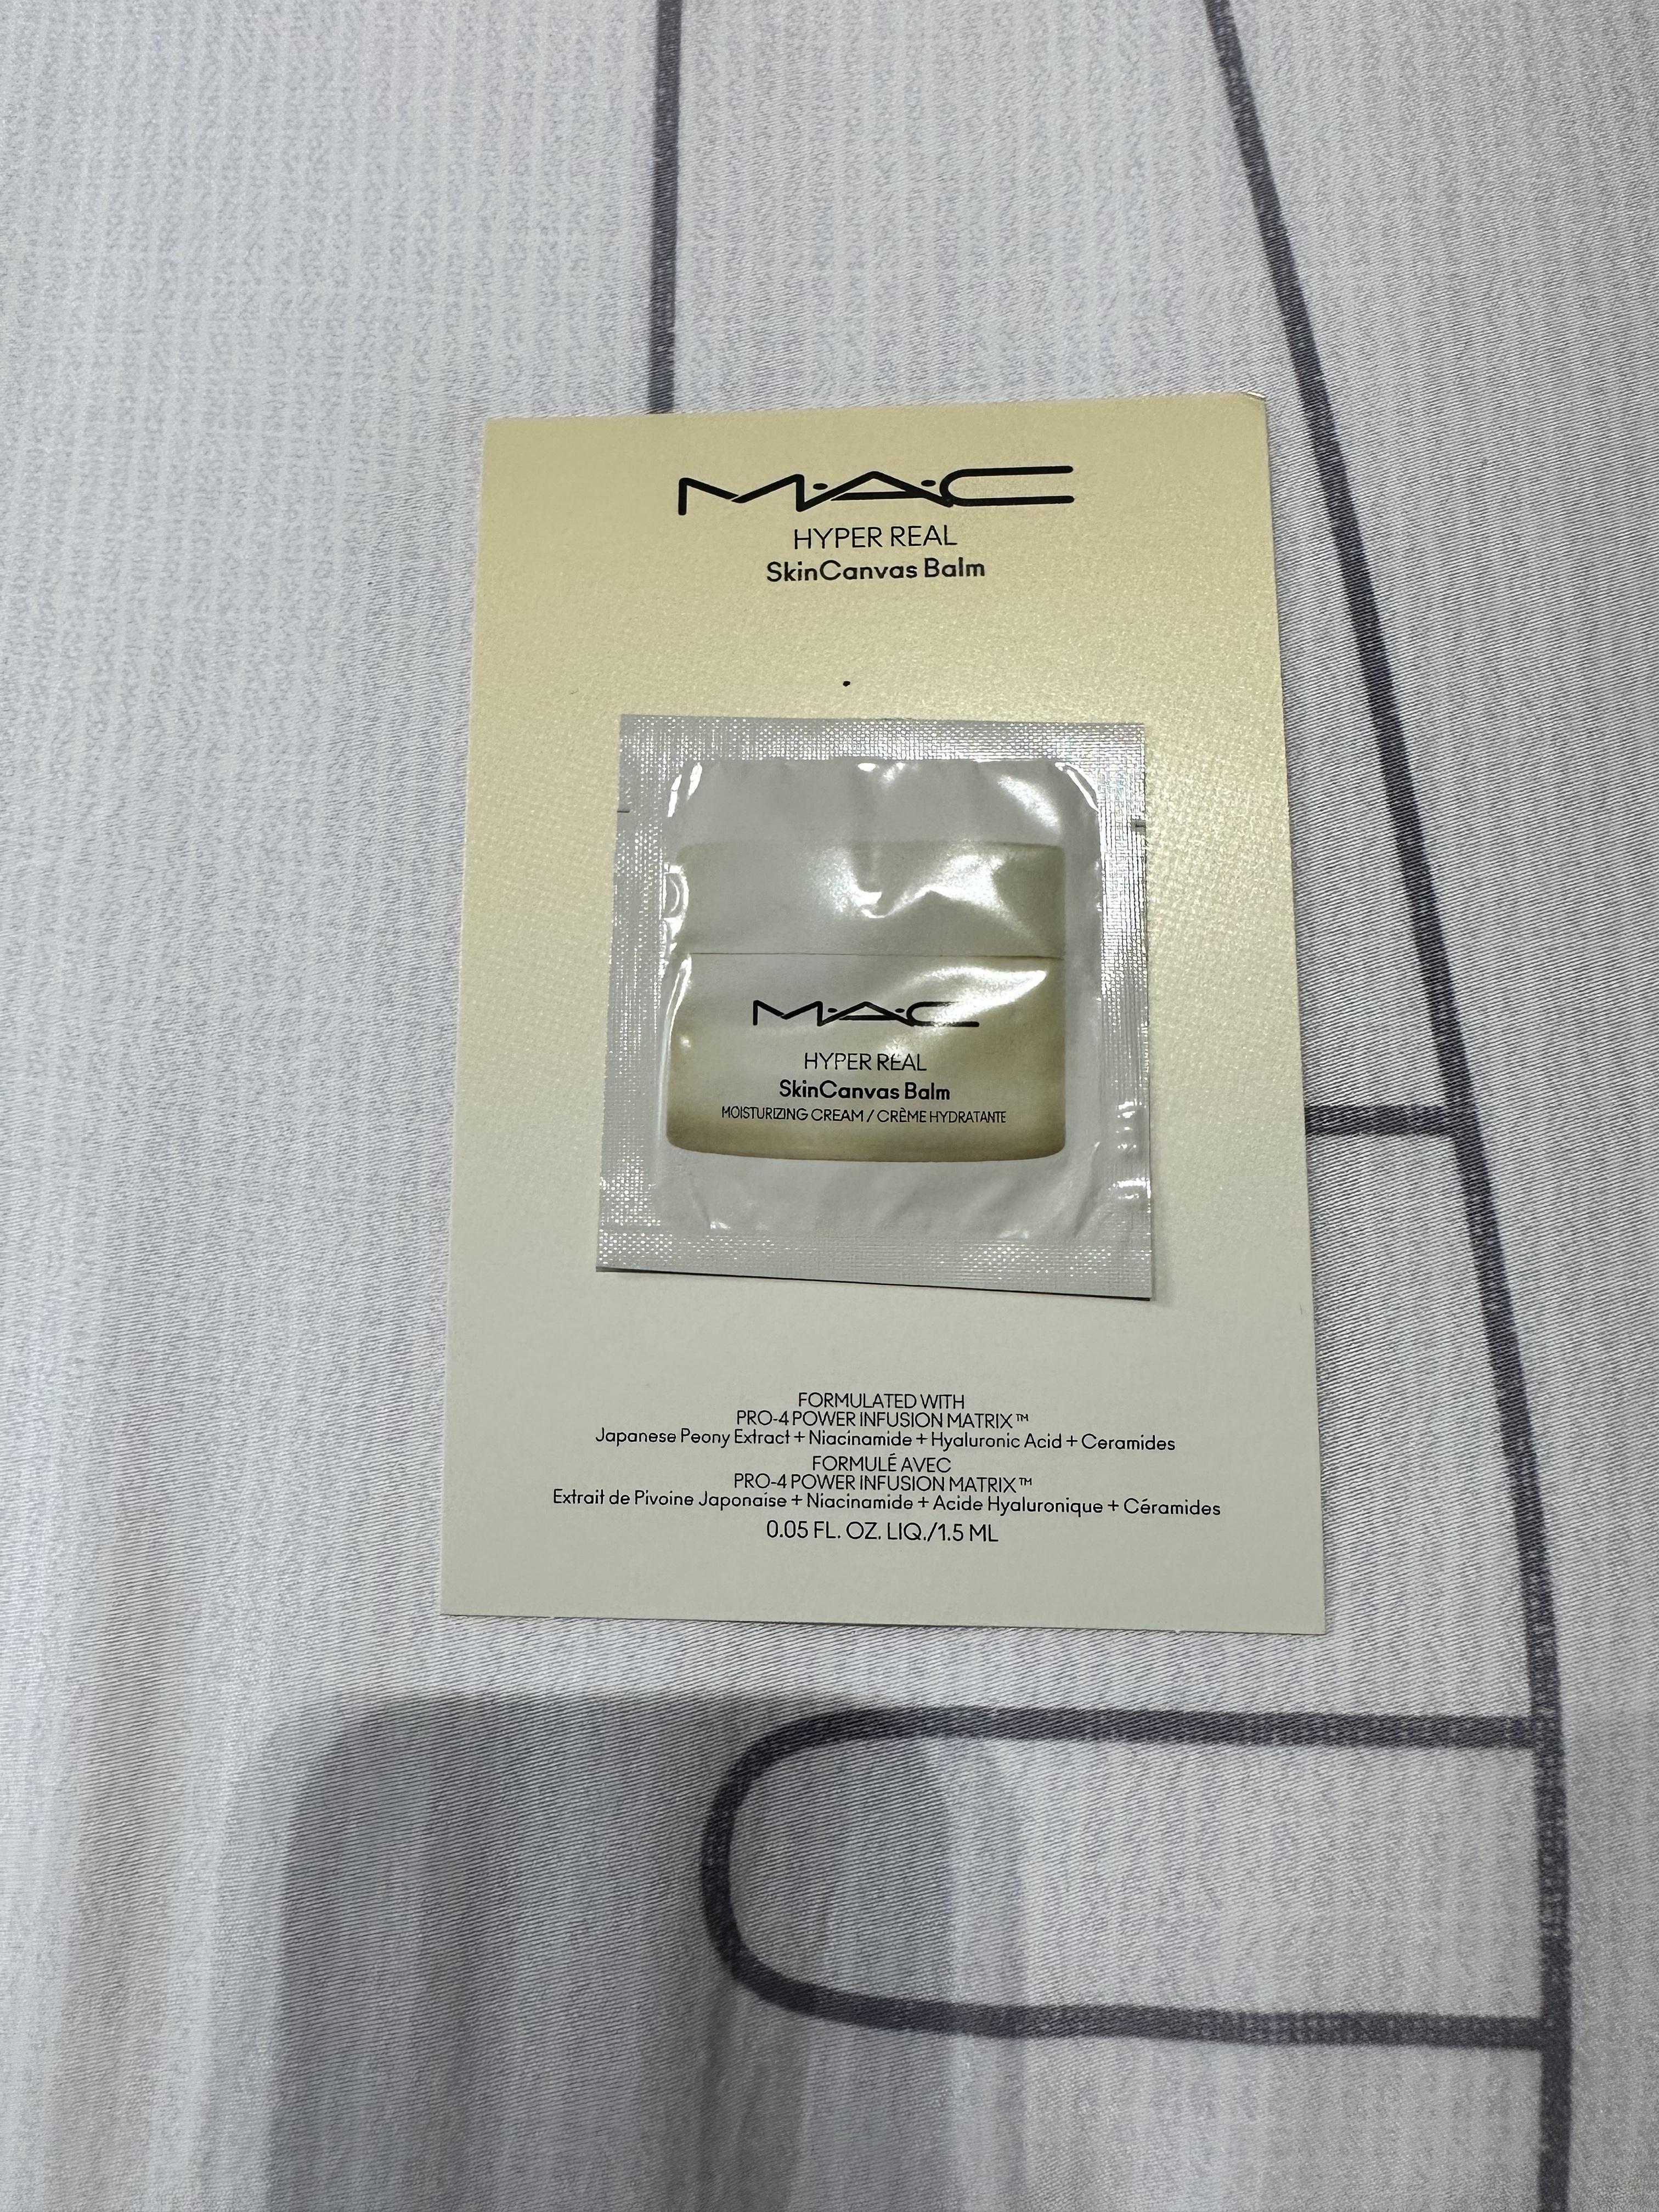 M·A·C
HYPER REAL
SkinCanvas Balm
M·A·C
HYPER REAL
SkinCanvas Balm
MOISTURIZING CREAM / CRÈME HYDRATANTE
FORMULATED WITH
PRO-4 POWER INFUSION MATRIX™
Japanese Peony Extract + Niacinamide + Hyaluronic Acid + Ceramides
FORMULÉ AVEC
PRO-4 POWER INFUSION MATRIX™
Extrait de Pivoine Japonaise + Niacinamide + Acide Hyaluronique + Céramides
0.05 FL. OZ. LIQ./1.5 ML